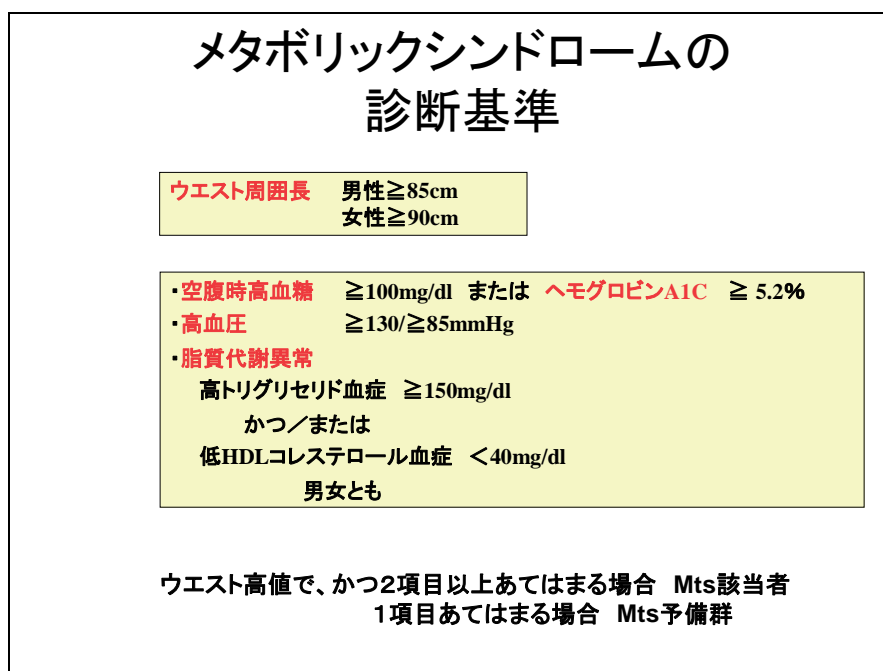 メタボリックシンドロームの
診断基準
ウエスト周囲長 男性≧85cm
女性≧90cm
・空腹時高血糖 ≧100mg/dl または ヘモグロビンA1C ≧ 5.2%
・高血圧 ≧130/≧85mmHg
・脂質代謝異常
高トリグリセリド血症 ≧150mg/dl
かつ／または
低HDLコレステロール血症 ＜40mg/dl
男女とも
ウエスト高値で、かつ２項目以上あてはまる場合 Mts該当者
１項目あてはまる場合 Mts予備群